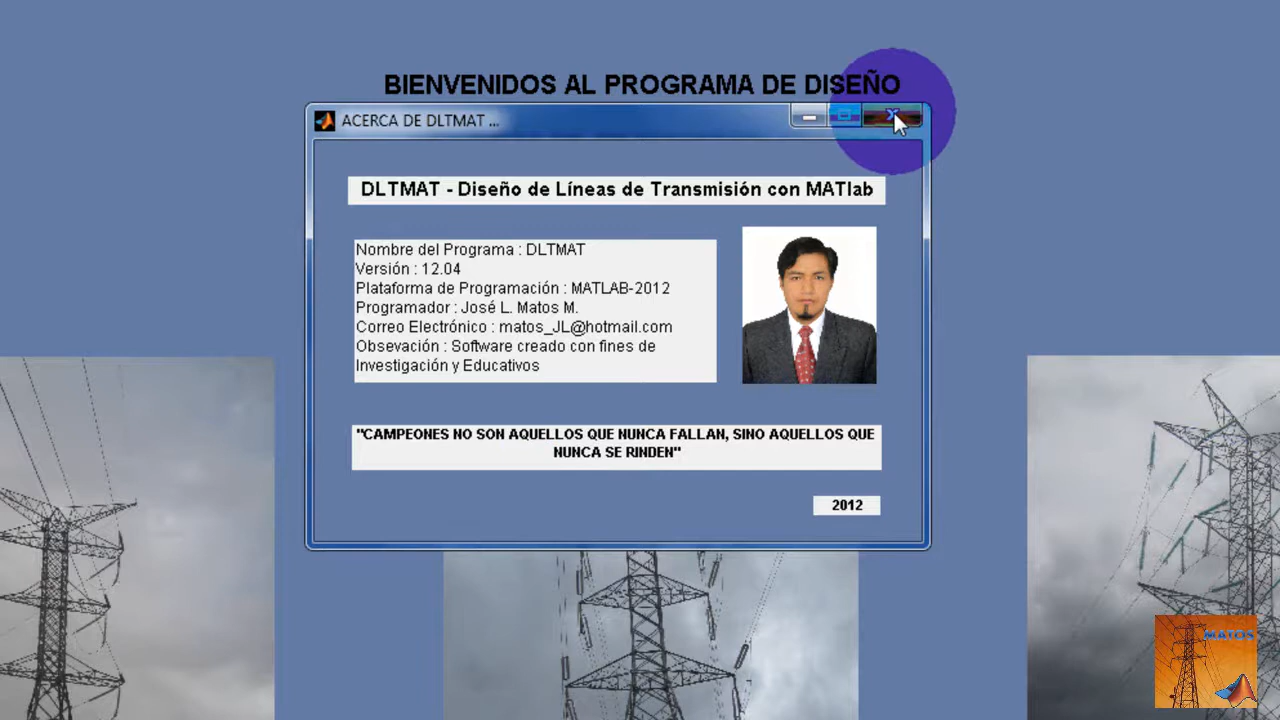 BIENVENIDOS AL PROGRAMA DE DISEÑO
ACERCA DE DLTMAT ...
DLTMAT - Diseño de Líneas de Transmisión con MATlab
Nombre del Programa : DLTMAT
Versión : 12.04
Plataforma de Programación : MATLAB-2012
Programador : José L. Matos M.
Correo Electrónico : matos_JL@hotmail.com
Obsevación : Software creado con fines de
Investigación y Educativos
"CAMPEONES NO SON AQUELLOS QUE NUNCA FALLAN, SINO AQUELLOS QUE
NUNCA SE RINDEN"
2012
MATOS